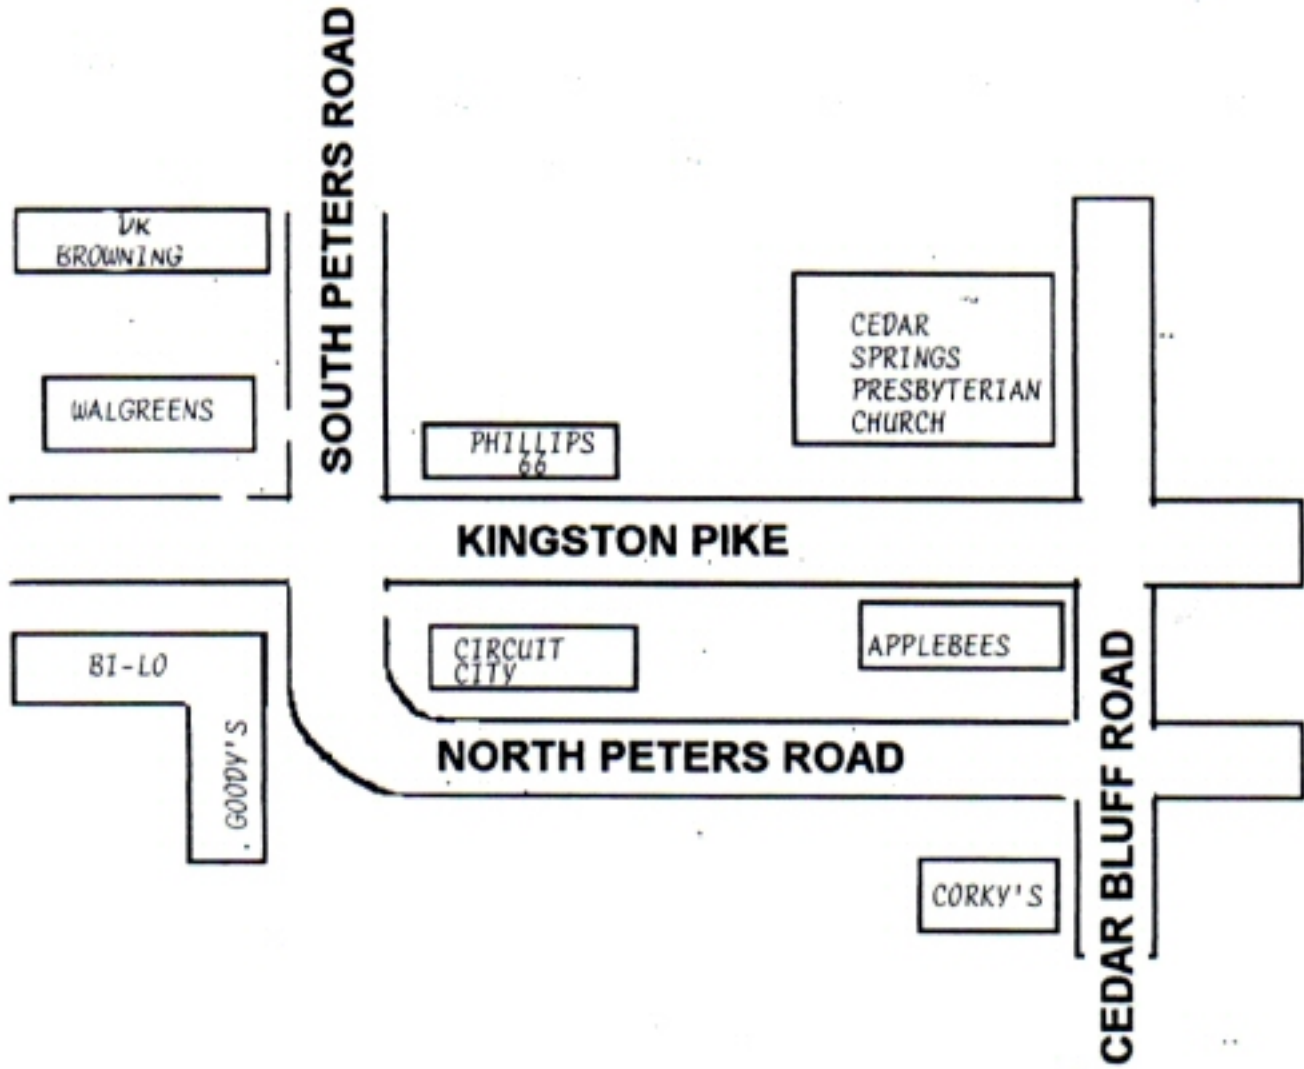 SOUTH PETERS ROAD
DR
BROWNING
WALGREENS
PHILLIPS
66
CEDAR
SPRINGS
PRESBYTERIAN
CHURCH
KINGSTON PIKE
BI-LO
GOODY'S
CIRCUIT
CITY
APPLEBEES
NORTH PETERS ROAD
CORKY'S
CEDAR BLUFF ROAD